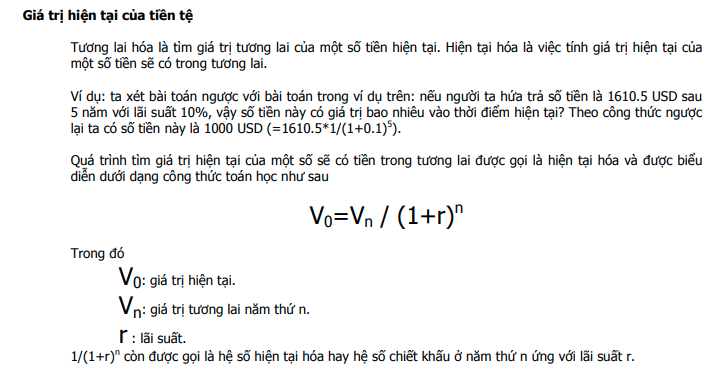 Giá trị hiện tại của tiền tệ
Tương lai hóa là tìm giá trị tương lai của một số tiền hiện tại. Hiện tại hóa là việc tính giá trị hiện tại của
một số tiền sẽ có trong tương lai.
Ví dụ: ta xét bài toán ngược với bài toán trong ví dụ trên: nếu người ta hứa trả số tiền là 1610.5 USD sau
5 năm với lãi suất 10%, vậy số tiền này có giá trị bao nhiêu vào thời điểm hiện tại? Theo công thức ngược
lại ta có số tiền này là 1000 USD (=1610.5*1/(1+0.1)⁵).
Quá trình tìm giá trị hiện tại của một số sẽ có tiền trong tương lai được gọi là hiện tại hóa và được biểu
diễn dưới dạng công thức toán học như sau
V₀=Vₙ / (1+r)ⁿ
Trong đó
V₀: giá trị hiện tại.
Vₙ: giá trị tương lai năm thứ n.
r : lãi suất.
1/(1+r)ⁿ còn được gọi là hệ số hiện tại hóa hay hệ số chiết khấu ở năm thứ n ứng với lãi suất r.